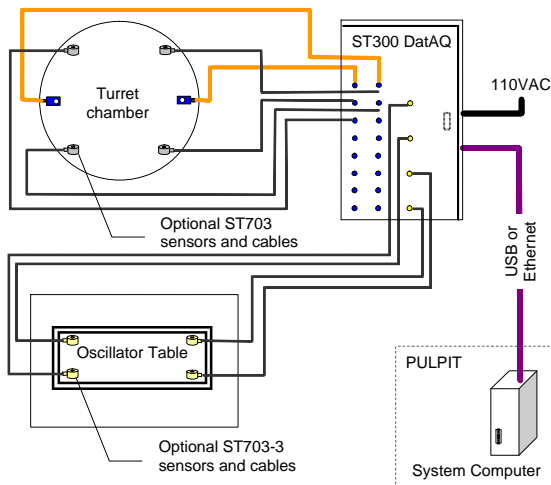 ST300 DatAQ
110VAC
Turret
chamber
Optional ST703
sensors and cables
USB or
Ethernet
Oscillator Table
PULPIT
Optional ST703-3
sensors and cables
System Computer